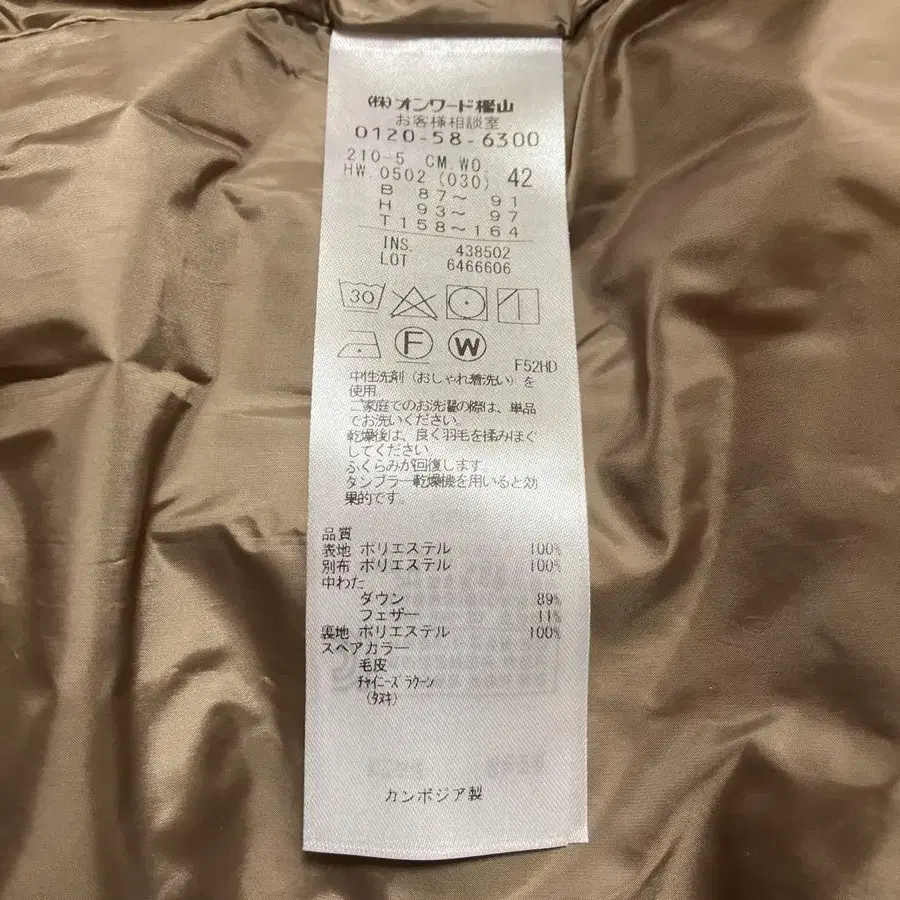 (株)オンワード樫山
お客様相談室
0120-58-6300
210-5 CM.WO.
HW.0502 (030) 42
B 87～ 91
H 93～ 97
T158～164
INS. 438502
LOT 6466606
30
F W
F52HD
中性洗剤（おしゃれ着洗い）を
使用。
ご家庭でのお洗濯の際は、単品
でお洗いください。
乾燥後は、良く羽毛を揉みほぐ
してください。
ふくらみが回復します。
タンブラー乾燥機を用いると効
果的です。
品質
表地 ポリエステル 100%
別布 ポリエステル 100%
中わた
ダウン 89%
フェザー 11%
裏地 ポリエステル 100%
スペアカラー
毛皮
チャイニーズ ラクーン
（タヌキ）
カンボジア製